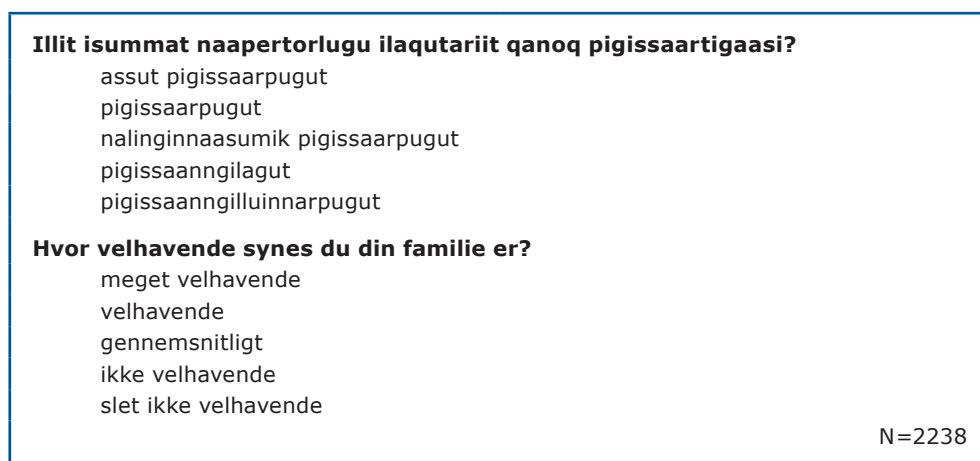 Illit isummat naapertorlugu ilaqutariit qanoq pigissaartigaasi?
assut pigissaarpugut
pigissaarpugut
nalinginnaasumik pigissaarpugut
pigissaanngilagut
pigissaanngilluinnarpugut
Hvor velhavende synes du din familie er?
meget velhavende
velhavende
gennemsnitligt
ikke velhavende
slet ikke velhavende
N=2238